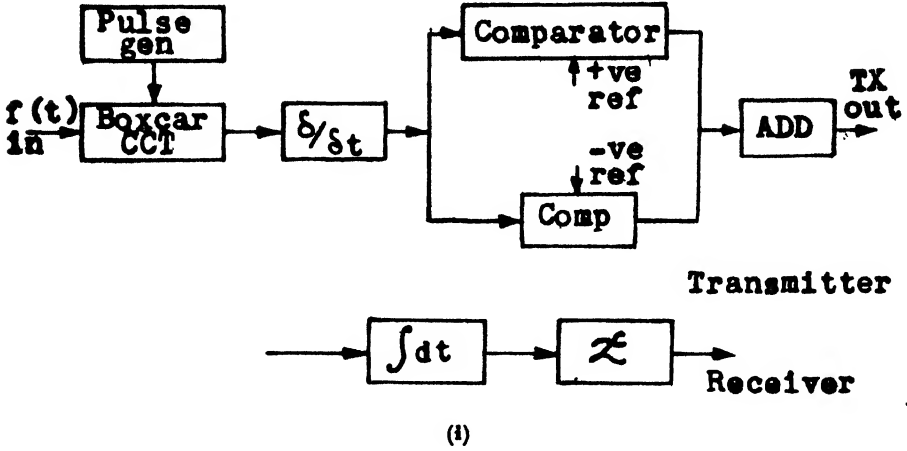 Pulse
gen
f(t)
in
Boxcar
CCT
δ/δt
Comparator
+ve
ref
-ve
ref
Comp
ADD
TX
out
Transmitter
∫dt
Receiver
(i)